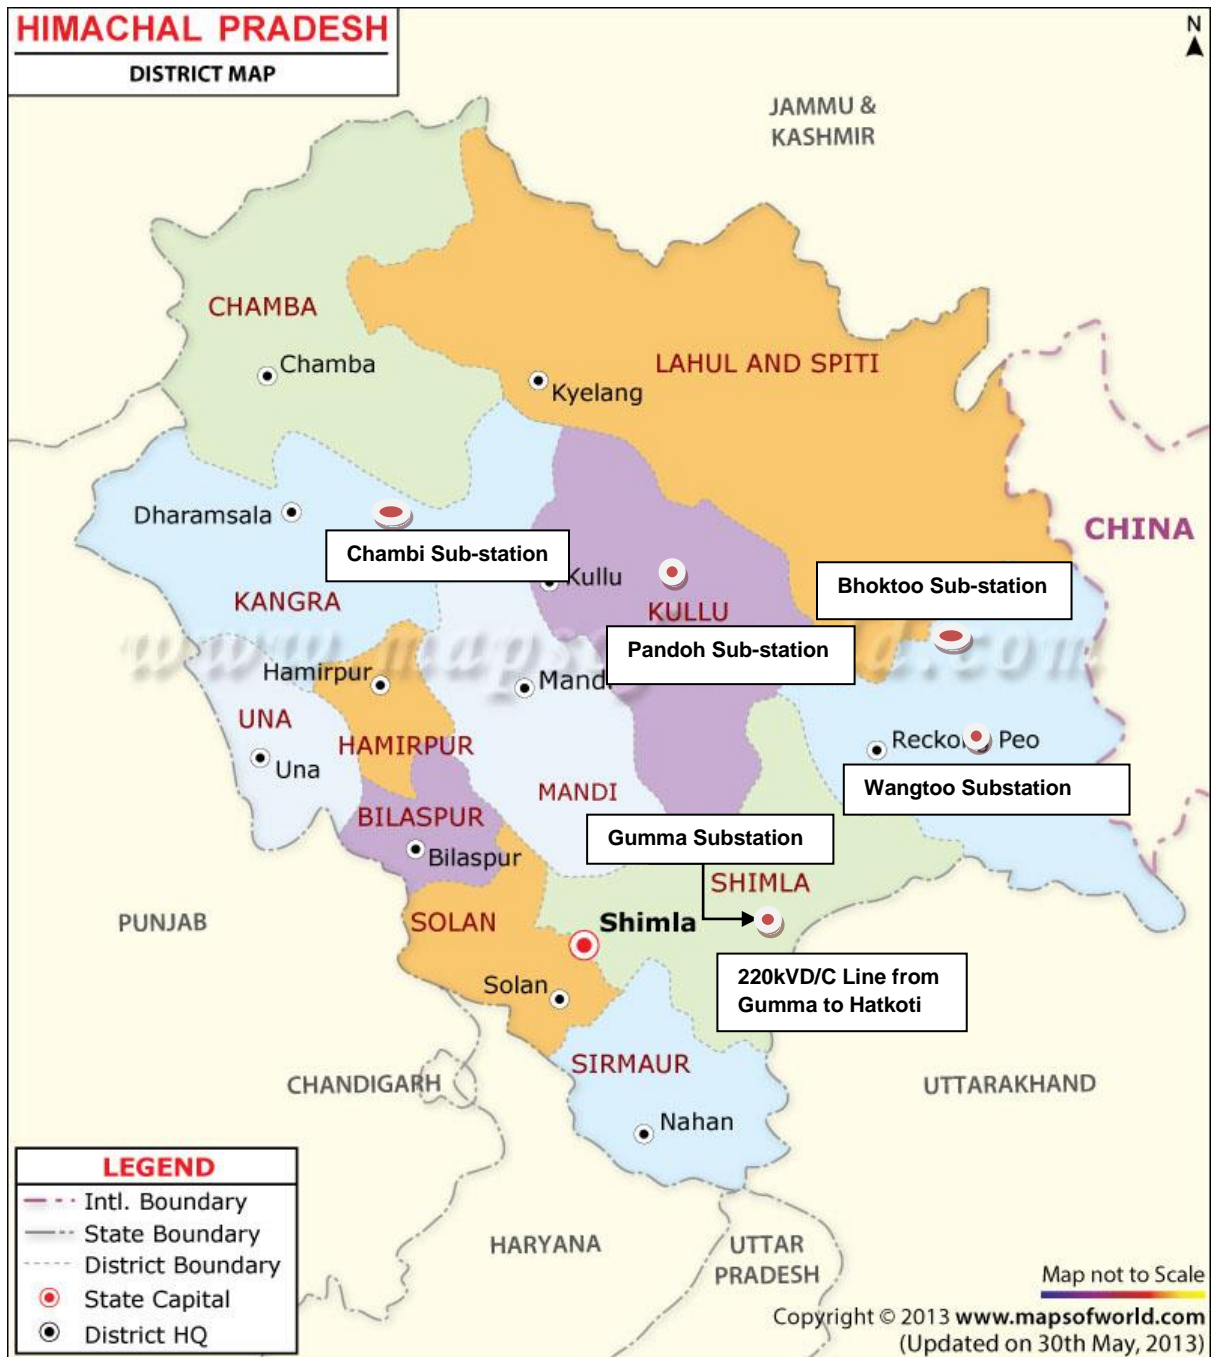 HIMACHAL PRADESH
DISTRICT MAP
N
JAMMU &
KASHMIR
CHAMBA
Chamba
LAHUL AND SPITI
Kyelang
Dharamsala
CHINA
Chambi Sub-station
Kullu
Bhoktoo Sub-station
KANGRA
KULLU
www.mapsofworld.com
Pandoh Sub-station
Hamirpur
Mandi
UNA
HAMIRPUR
Reckong Peo
Una
Wangtoo Substation
MANDI
BILASPUR
Gumma Substation
Bilaspur
SHIMLA
PUNJAB
SOLAN
Shimla
220kVD/C Line from
Gumma to Hatkoti
Solan
SIRMAUR
CHANDIGARH
UTTARAKHAND
Nahan
LEGEND
Intl. Boundary
State Boundary
District Boundary
State Capital
District HQ
HARYANA
UTTAR
PRADESH
Map not to Scale
Copyright © 2013 www.mapsofworld.com
(Updated on 30th May, 2013)